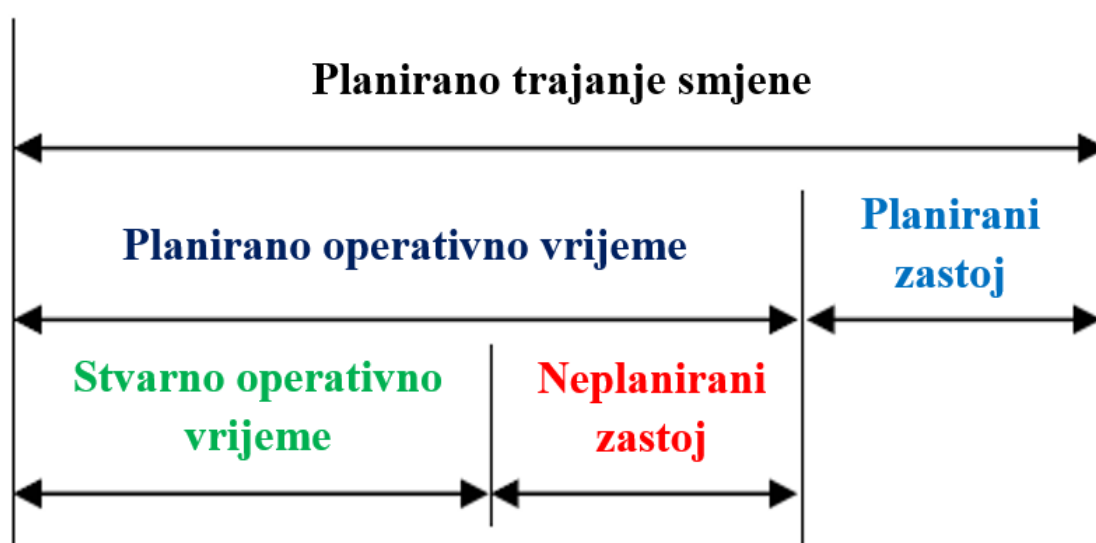 Planirano trajanje smjene
Planirano operativno vrijeme
Planirani
zastoj
Stvarno operativno
vrijeme
Neplanirani
zastoj